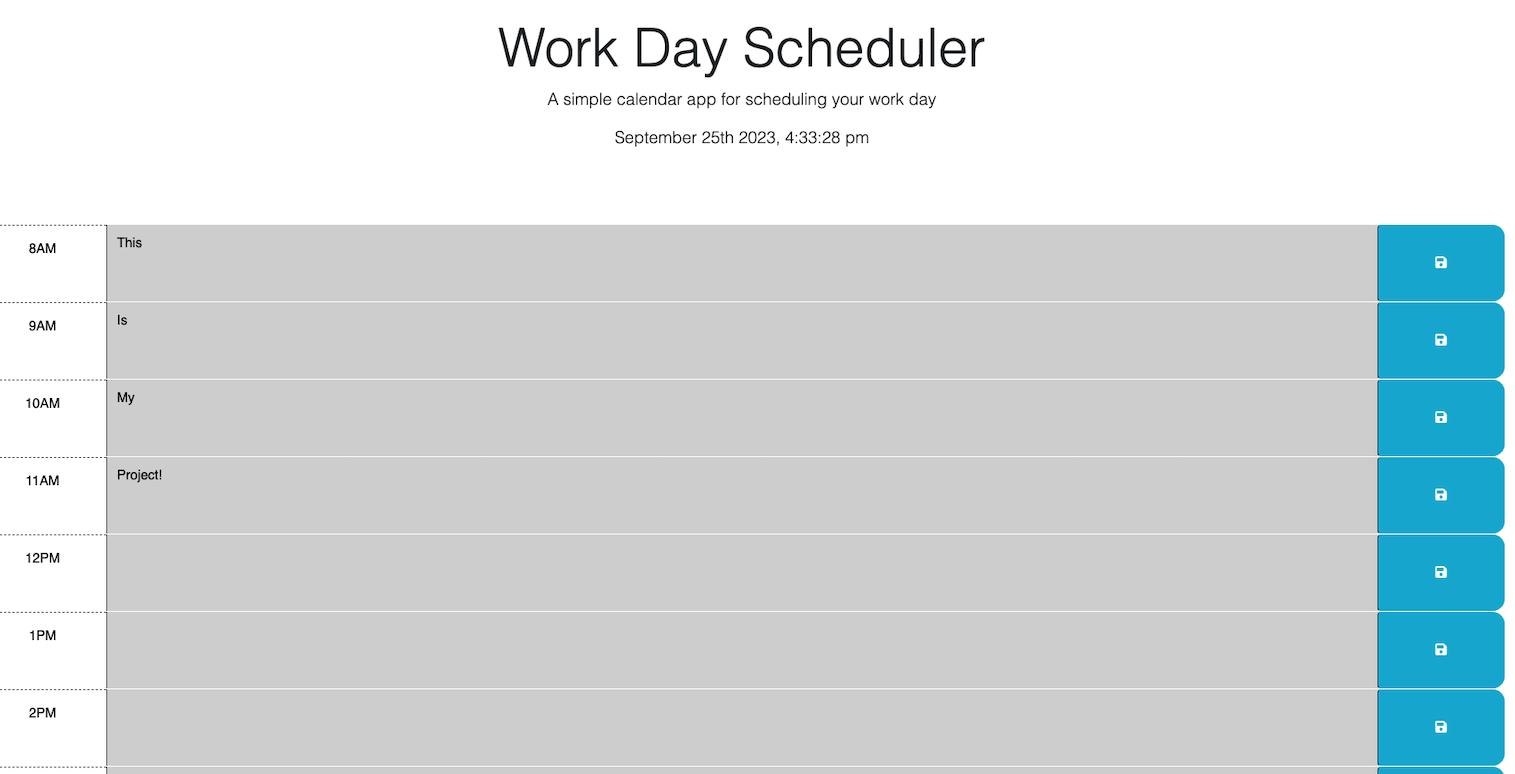 Work Day Scheduler
A simple calendar app for scheduling your work day
September 25th 2023, 4:33:28 pm
8AM This
9AM Is
10AM My
11AM Project!
12PM
1PM
2PM